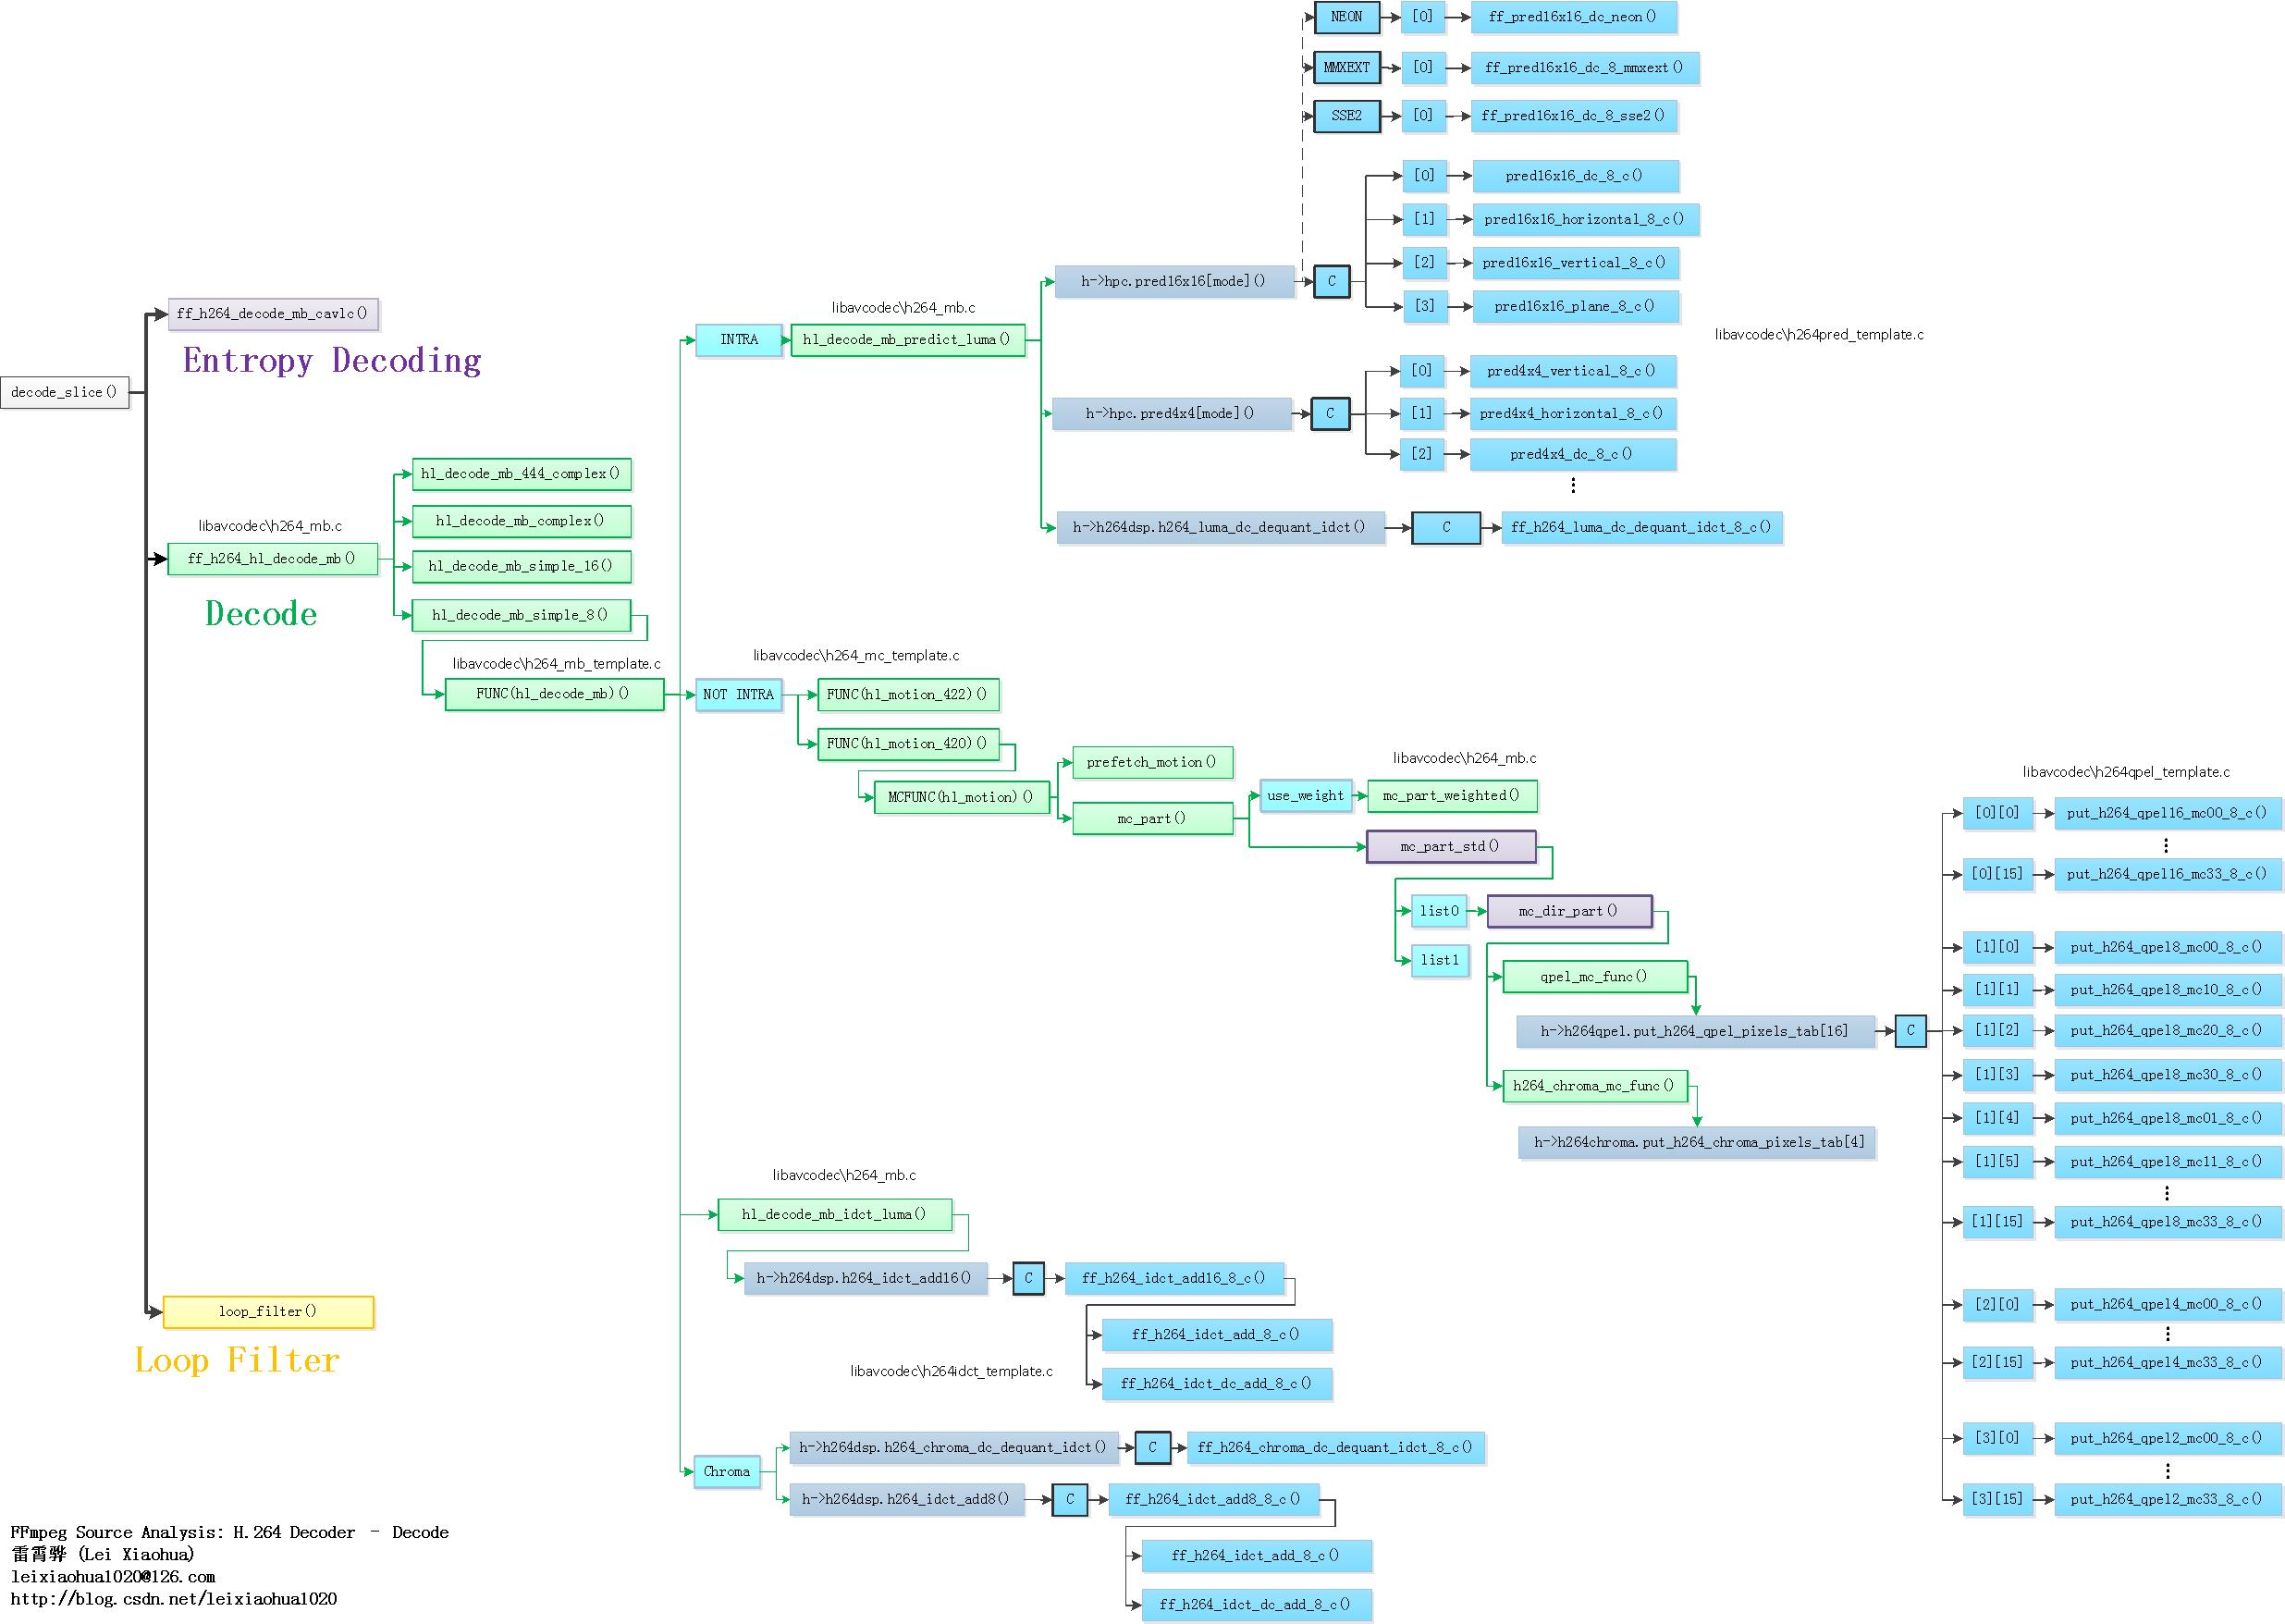 NEON
[0]
ff_pred16x16_dc_neon()
MMXEXT
[0]
ff_pred16x16_dc_8_mmxext()
SSE2
[0]
ff_pred16x16_dc_8_sse2()
[0]
pred16x16_dc_8_c()
[1]
pred16x16_horizontal_8_c()
[2]
pred16x16_vertical_8_c()
h->hpc.pred16x16[mode]()
C
[3]
pred16x16_plane_8_c()
libavcodec\h264pred_template.c
ff_h264_decode_mb_cavlc()
Entropy Decoding
decode_slice()
libavcodec\h264_mb.c
INTRA
hl_decode_mb_predict_luma()
[0]
pred4x4_vertical_8_c()
h->hpc.pred4x4[mode]()
C
[1]
pred4x4_horizontal_8_c()
[2]
pred4x4_dc_8_c()
h->h264dsp.h264_luma_dc_dequant_idct()
C
ff_h264_luma_dc_dequant_idct_8_c()
hl_decode_mb_444_complex()
hl_decode_mb_complex()
libavcodec\h264_mb.c
ff_h264_hl_decode_mb()
hl_decode_mb_simple_16()
Decode
hl_decode_mb_simple_8()
libavcodec\h264_mb_template.c
FUNC(hl_decode_mb)()
libavcodec\h264_mc_template.c
NOT INTRA
FUNC(hl_motion_422)()
FUNC(hl_motion_420)()
MCFUNC(hl_motion)()
prefetch_motion()
mc_part()
libavcodec\h264_mb.c
use_weight
mc_part_weighted()
mc_part_std()
list0
mc_dir_part()
list1
qpel_mc_func()
h->h264qpel.put_h264_qpel_pixels_tab[16]
C
h264_chroma_mc_func()
h->h264chroma.put_h264_chroma_pixels_tab[4]
libavcodec\h264qpel_template.c
[0][0]
put_h264_qpel16_mc00_8_c()
[0][15]
put_h264_qpel16_mc33_8_c()
[1][0]
put_h264_qpel8_mc00_8_c()
[1][1]
put_h264_qpel8_mc10_8_c()
[1][2]
put_h264_qpel8_mc20_8_c()
[1][3]
put_h264_qpel8_mc30_8_c()
[1][4]
put_h264_qpel8_mc01_8_c()
[1][5]
put_h264_qpel8_mc11_8_c()
[1][15]
put_h264_qpel8_mc33_8_c()
[2][0]
put_h264_qpel4_mc00_8_c()
[2][15]
put_h264_qpel4_mc33_8_c()
[3][0]
put_h264_qpel2_mc00_8_c()
[3][15]
put_h264_qpel2_mc33_8_c()
libavcodec\h264_mb.c
hl_decode_mb_idct_luma()
h->h264dsp.h264_idct_add16()
C
ff_h264_idct_add16_8_c()
ff_h264_idct_add_8_c()
libavcodec\h264idct_template.c
ff_h264_idct_dc_add_8_c()
loop_filter()
Loop Filter
Chroma
h->h264dsp.h264_chroma_dc_dequant_idct()
C
ff_h264_chroma_dc_dequant_idct_8_c()
h->h264dsp.h264_idct_add8()
C
ff_h264_idct_add8_8_c()
ff_h264_idct_add_8_c()
ff_h264_idct_dc_add_8_c()
FFmpeg Source Analysis: H.264 Decoder – Decode
雷霄骅 (Lei Xiaohua)
leixiaohua1020@126.com
http://blog.csdn.net/leixiaohua1020